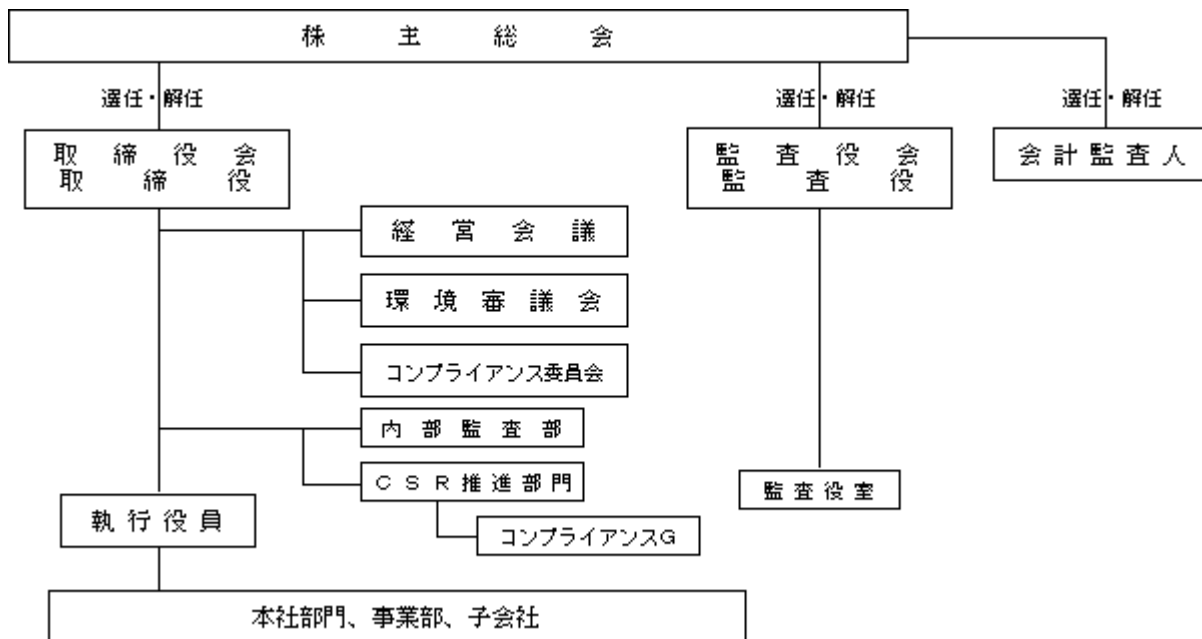 株主総会
選任・解任
選任・解任
選任・解任
取締役会
取締役
監査役会
監査役
会計監査人
経営会議
環境審議会
コンプライアンス委員会
内部監査部
CSR推進部門
監査役室
執行役員
コンプライアンスG
本社部門、事業部、子会社